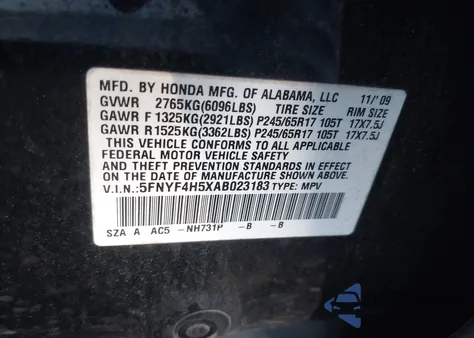 MFD. BY HONDA MFG. OF ALABAMA, LLC 11/'09
GVWR 2765KG(6096LBS) TIRE SIZE RIM SIZE
GAWR F 1325KG(2921LBS) P245/65R17 105T 17X7.5J
GAWR R1525KG(3362LBS) P245/65R17 105T 17X7.5J
THIS VEHICLE CONFORMS TO ALL APPLICABLE
FEDERAL MOTOR VEHICLE SAFETY
AND THEFT PREVENTION STANDARDS IN EFFECT
ON THE DATE OF MANUFACTURE SHOWN ABOVE.
V.I.N.: 5FNYF4H5XAB023183 TYPE: MPV
SZA A AC5 -NH731P -B -B